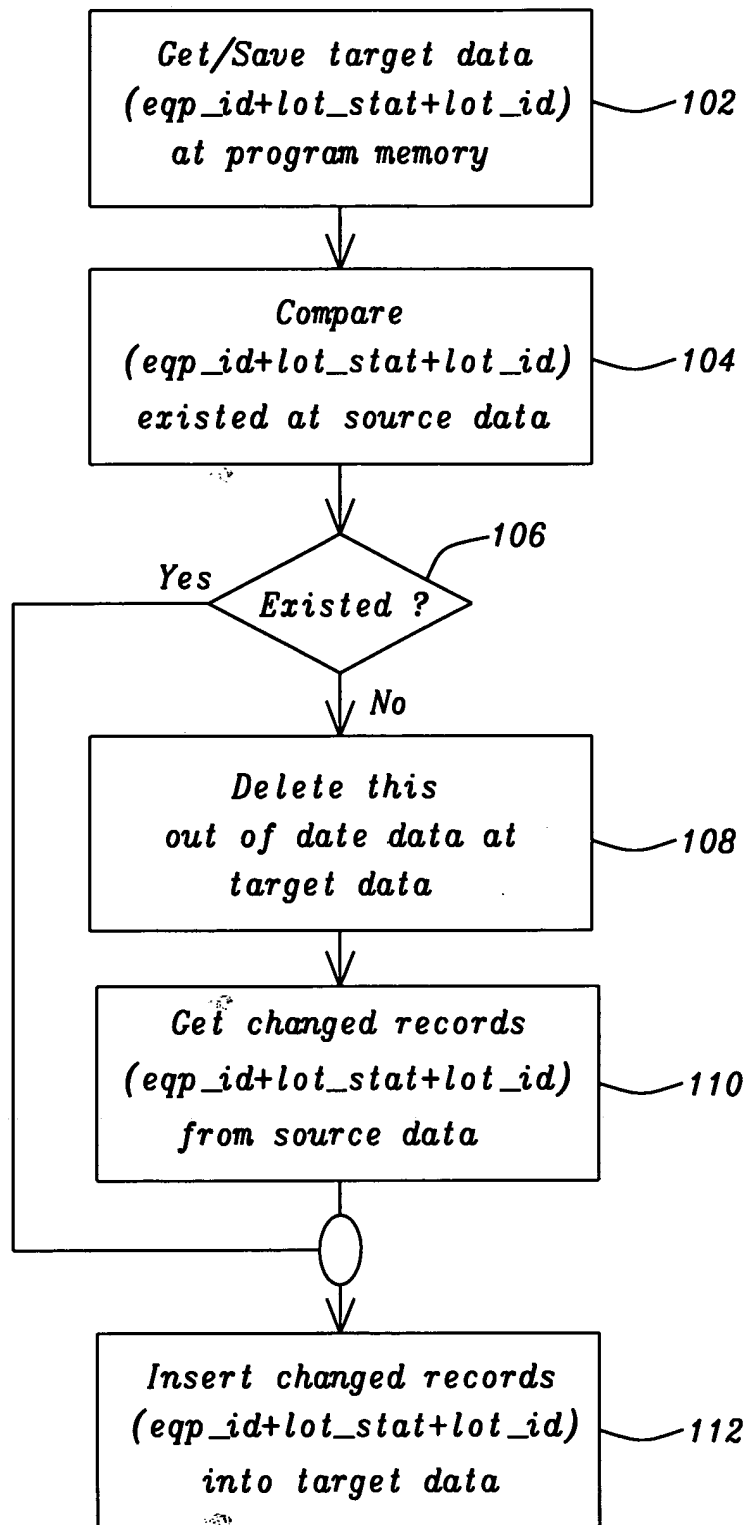 Get/Save target data
(eqp_id+lot_stat+lot_id)
at program memory
102
Compare
(eqp_id+lot_stat+lot_id)
existed at source data
104
106
Yes
Existed ?
No
Delete this
out of date data at
target data
108
Get changed records
(eqp_id+lot_stat+lot_id)
from source data
110
Insert changed records
(eqp_id+lot_stat+lot_id)
into target data
112